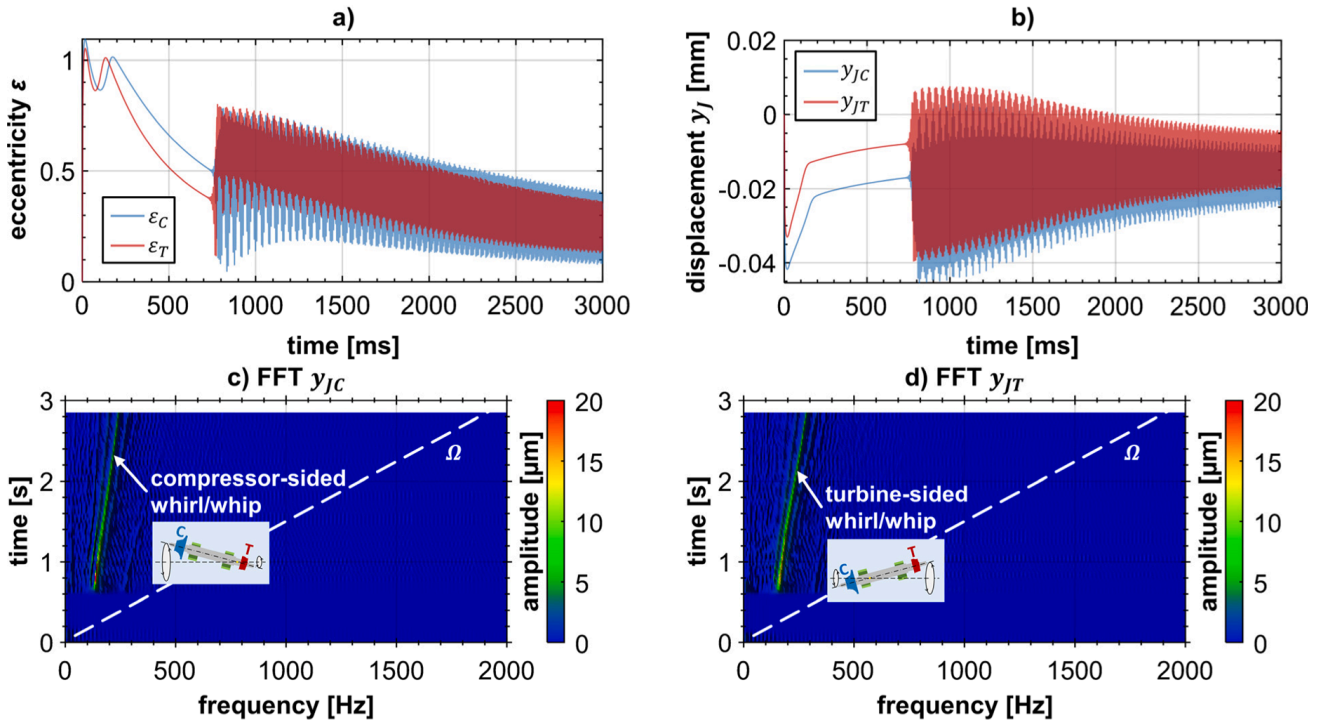 a)
1
0.5
0
eccentricity ε
ε_C
ε_T
0 500 1000 1500 2000 2500 3000
time [ms]
b)
0.02
0
-0.02
-0.04
displacement y_J [mm]
y_JC
y_JT
0 500 1000 1500 2000 2500 3000
time [ms]
c) FFT y_JC
3
2
1
0
time [s]
Ω
compressor-sided
whirl/whip
C
T
0 500 1000 1500 2000
frequency [Hz]
20
15
10
5
0
amplitude [µm]
d) FFT y_JT
3
2
1
0
time [s]
Ω
turbine-sided
whirl/whip
T
C
0 500 1000 1500 2000
frequency [Hz]
20
15
10
5
0
amplitude [µm]